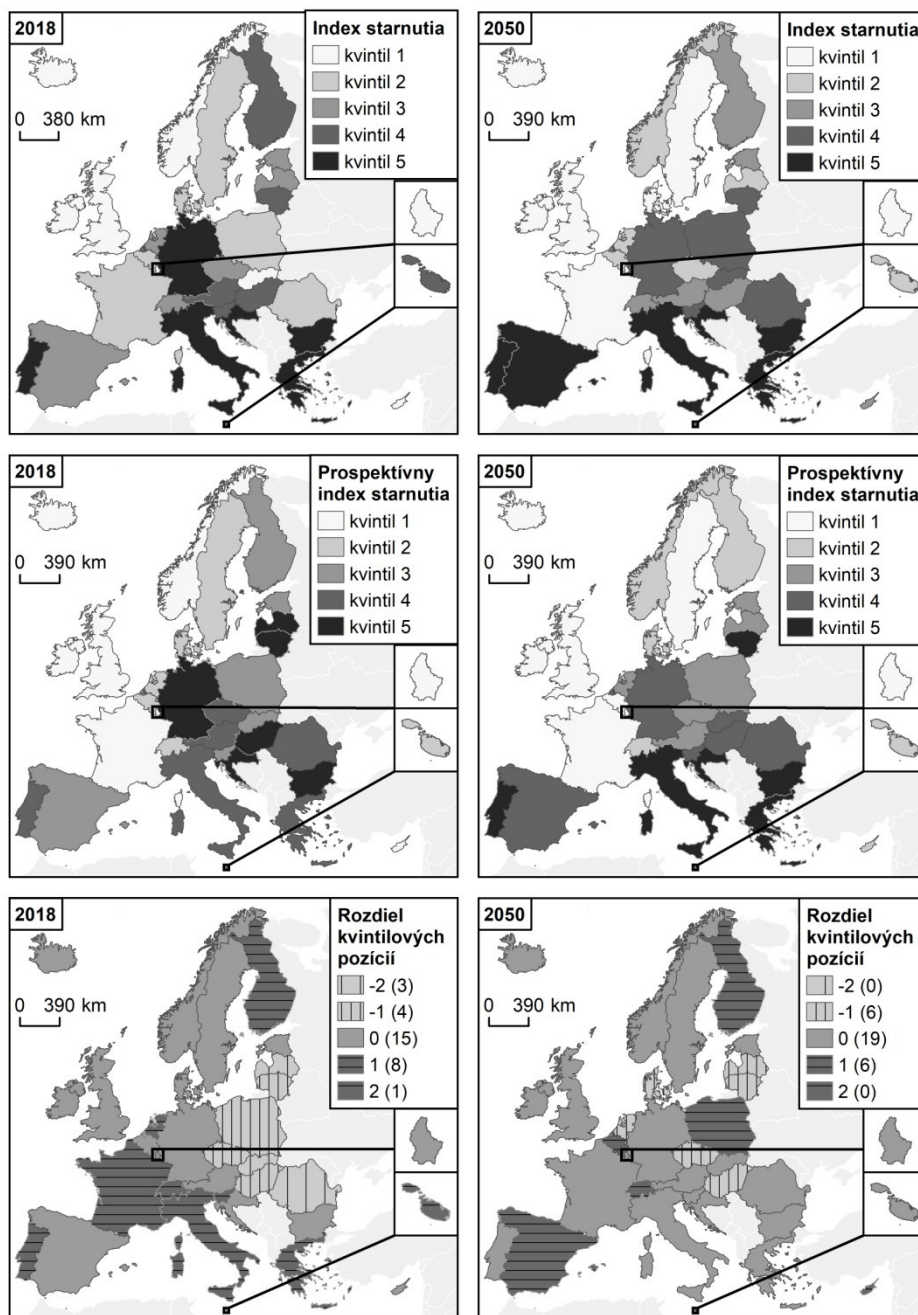 2018
Index starnutia
kvintil 1
kvintil 2
kvintil 3
kvintil 4
kvintil 5
0 380 km
2050
Index starnutia
kvintil 1
kvintil 2
kvintil 3
kvintil 4
kvintil 5
0 390 km
2018
Prospektívny
index starnutia
kvintil 1
kvintil 2
kvintil 3
kvintil 4
kvintil 5
0 390 km
2050
Prospektívny
index starnutia
kvintil 1
kvintil 2
kvintil 3
kvintil 4
kvintil 5
0 390 km
2018
Rozdiel
kvintilových
pozícií
-2 (3)
-1 (4)
0 (15)
1 (8)
2 (1)
0 390 km
2050
Rozdiel
kvintilových
pozícií
-2 (0)
-1 (6)
0 (19)
1 (6)
2 (0)
0 390 km